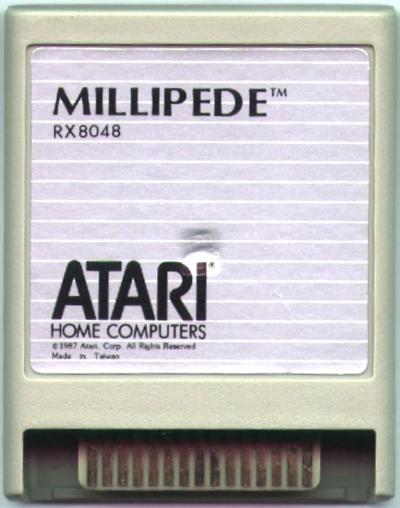 MILLIPEDE™
RX8048
ATARI®
HOME COMPUTERS
©1987 Atari. Corp. All Rights Reserved
Made in Taiwan